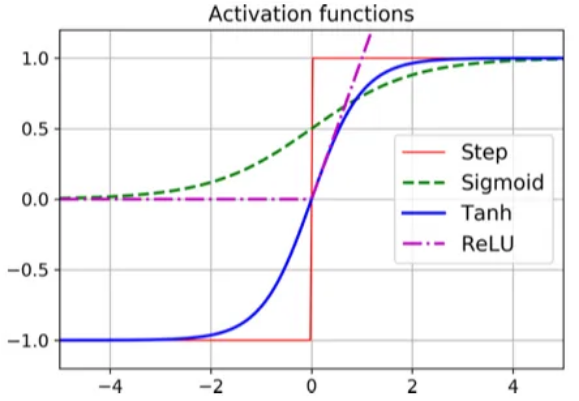 Activation functions
1.0
0.5
0.0
−0.5
−1.0
Step
Sigmoid
Tanh
ReLU
−4 −2 0 2 4